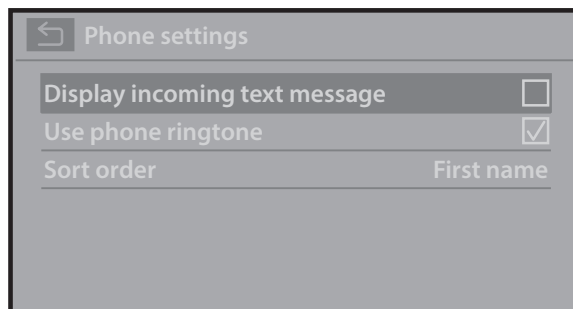 Phone settings
Display incoming text message
Use phone ringtone
Sort order First name